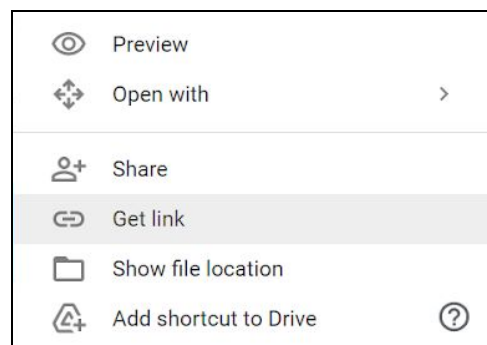 Preview
Open with
Share
Get link
Show file location
Add shortcut to Drive